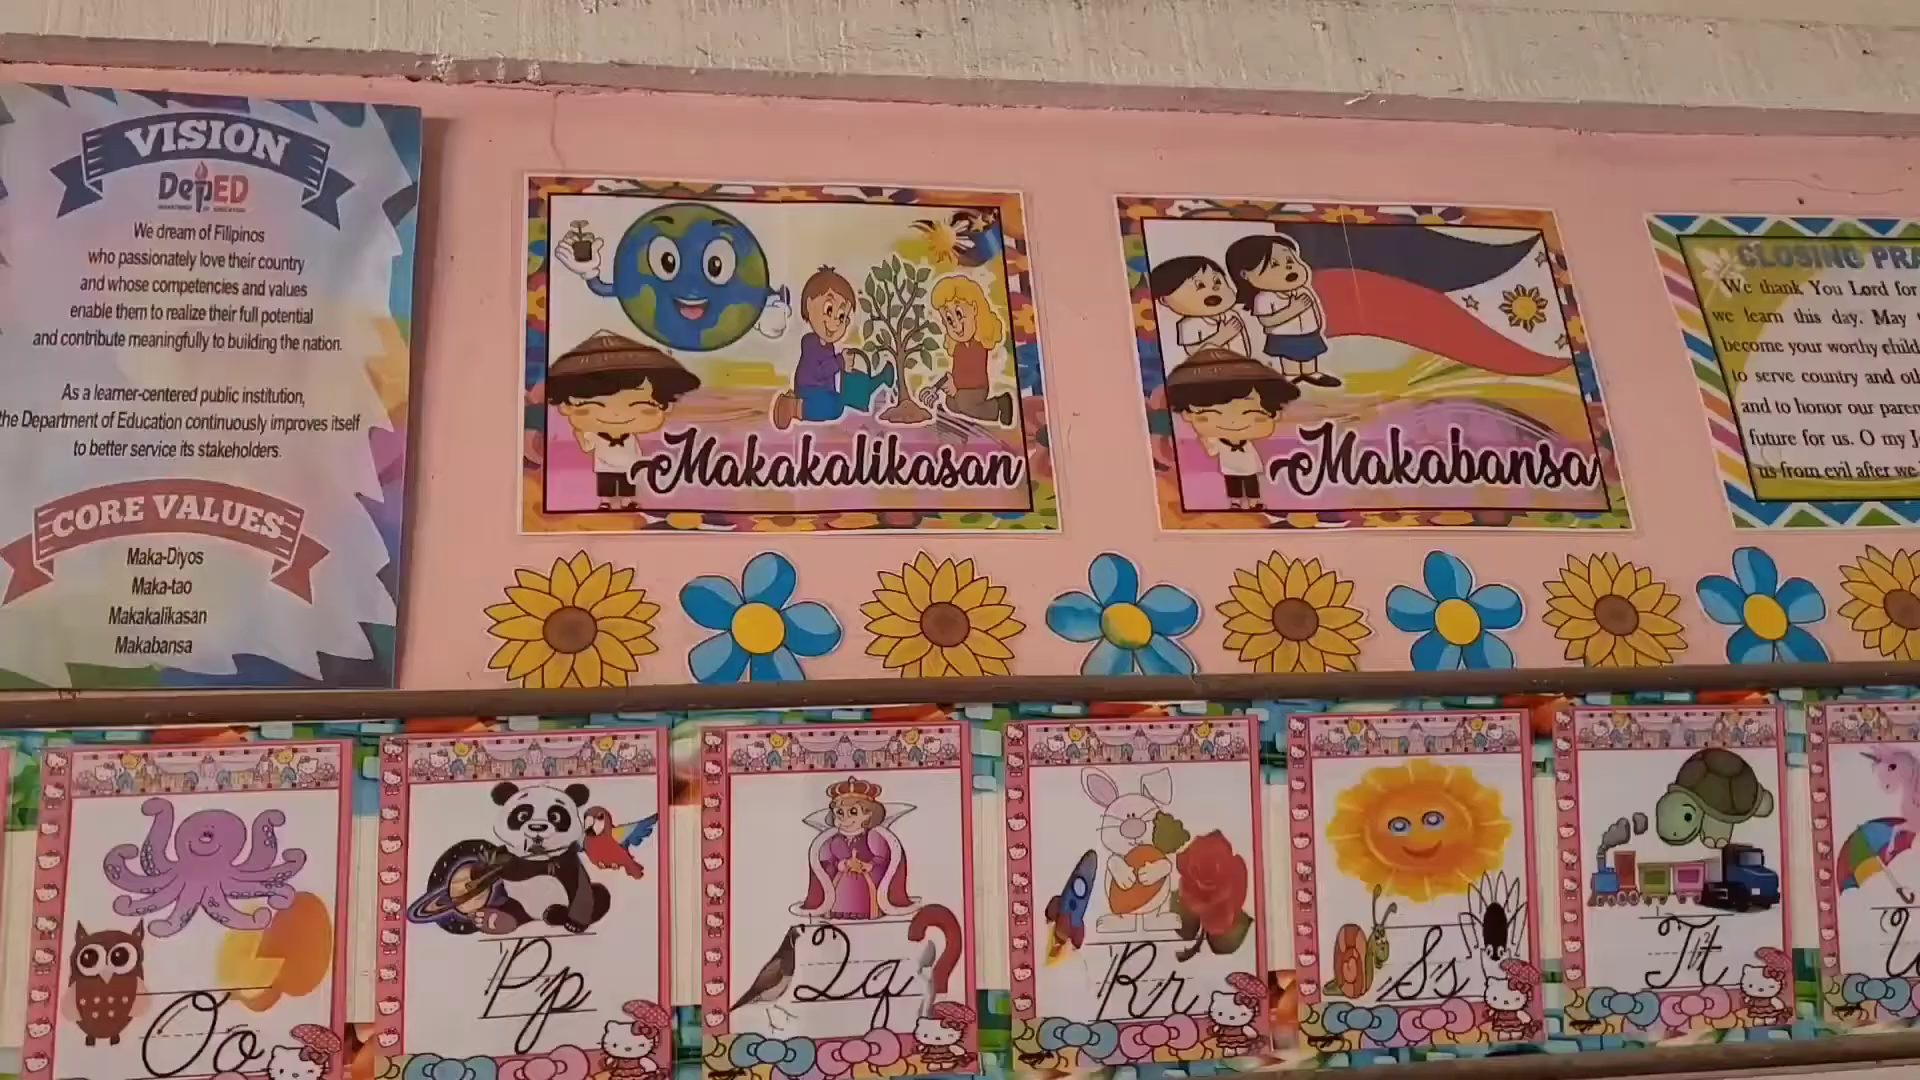 VISION
DepED
DEPARTMENT OF EDUCATION
We dream of Filipinos
who passionately love their country
and whose competencies and values
enable them to realize their full potential
and contribute meaningfully to building the nation.
As a learner-centered public institution,
the Department of Education continuously improves itself
to better service its stakeholders.
CORE VALUES
Maka-Diyos
Maka-tao
Makakalikasan
Makabansa
Makakalikasan
Makabansa
CLOSING PRA
We thank You Lord for
we learn this day. May
become your worthy child
to serve country and oth
and to honor our paren
future for us. O my J
us from evil after we
Oo
Pp
Qq
Rr
Ss
Tt
U